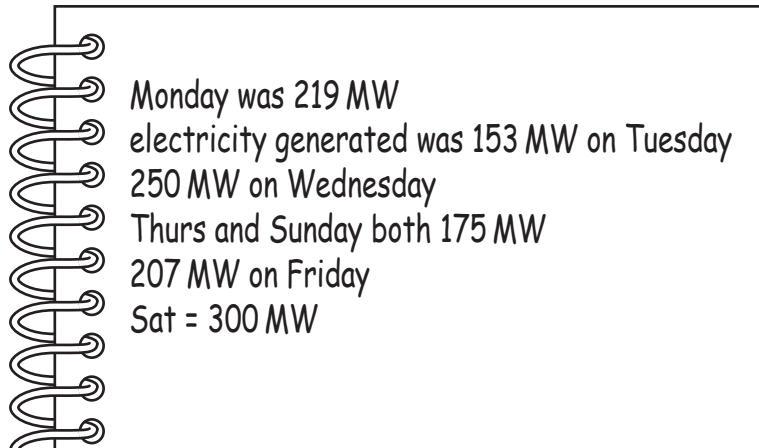 Monday was 219 MW
electricity generated was 153 MW on Tuesday
250 MW on Wednesday
Thurs and Sunday both 175 MW
207 MW on Friday
Sat = 300 MW